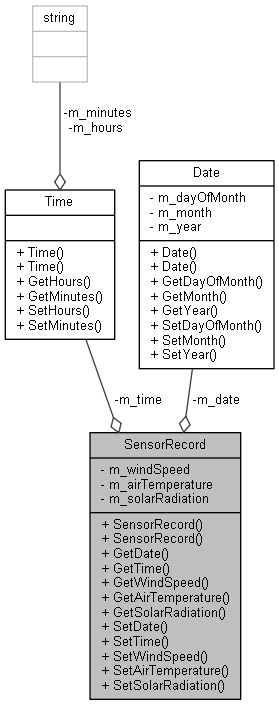 string
-m_minutes
-m_hours
Time
+ Time()
+ Time()
+ GetHours()
+ GetMinutes()
+ SetHours()
+ SetMinutes()
Date
- m_dayOfMonth
- m_month
- m_year
+ Date()
+ Date()
+ GetDayOfMonth()
+ GetMonth()
+ GetYear()
+ SetDayOfMonth()
+ SetMonth()
+ SetYear()
-m_time
-m_date
SensorRecord
- m_windSpeed
- m_airTemperature
- m_solarRadiation
+ SensorRecord()
+ SensorRecord()
+ GetDate()
+ GetTime()
+ GetWindSpeed()
+ GetAirTemperature()
+ GetSolarRadiation()
+ SetDate()
+ SetTime()
+ SetWindSpeed()
+ SetAirTemperature()
+ SetSolarRadiation()